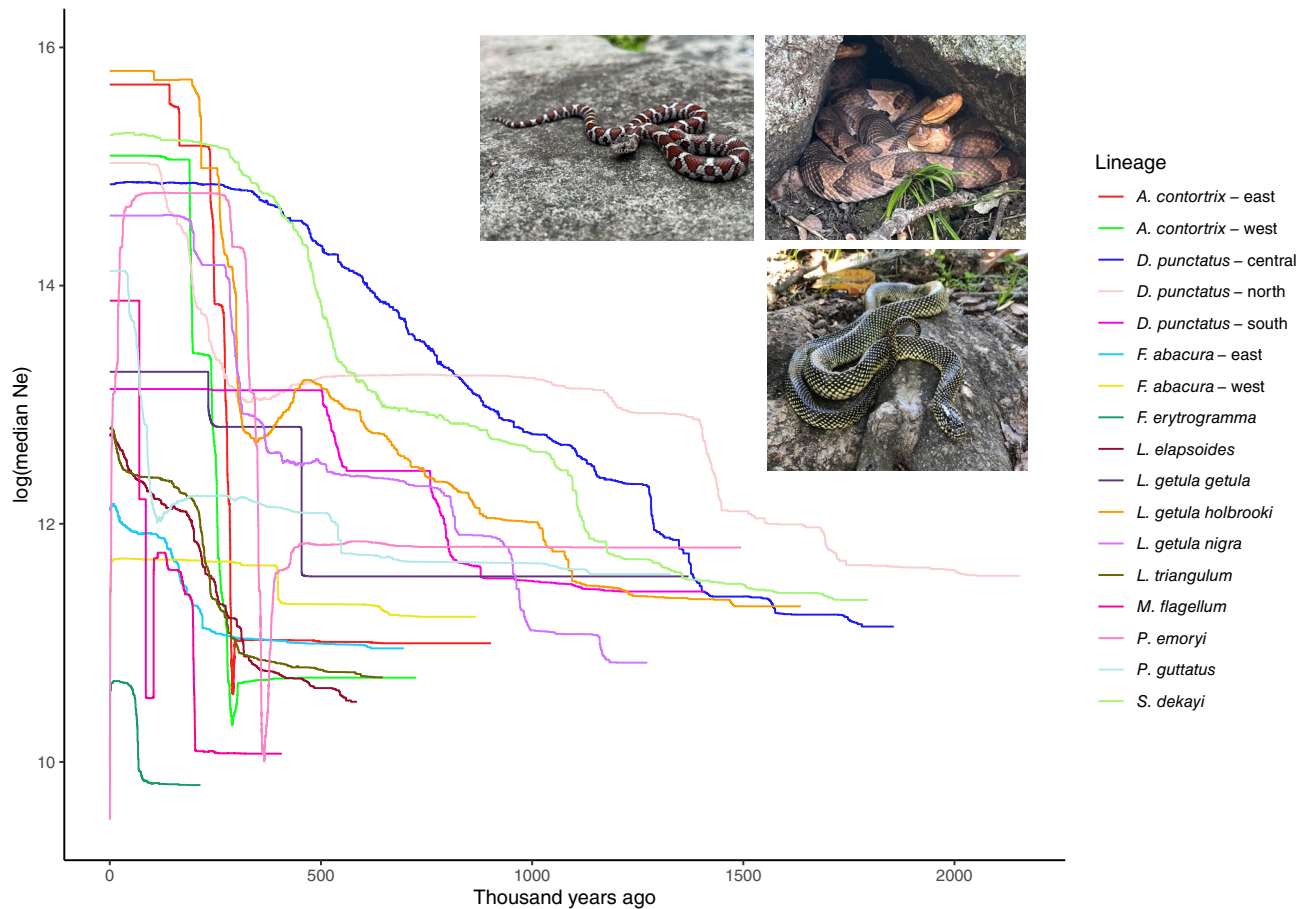 16
14
12
10
log(median Ne)
0
500
1000
1500
2000
Thousand years ago
Lineage
A. contortrix – east
A. contortrix – west
D. punctatus – central
D. punctatus – north
D. punctatus – south
F. abacura – east
F. abacura – west
F. erytrogramma
L. elapsoides
L. getula getula
L. getula holbrooki
L. getula nigra
L. triangulum
M. flagellum
P. emoryi
P. guttatus
S. dekayi